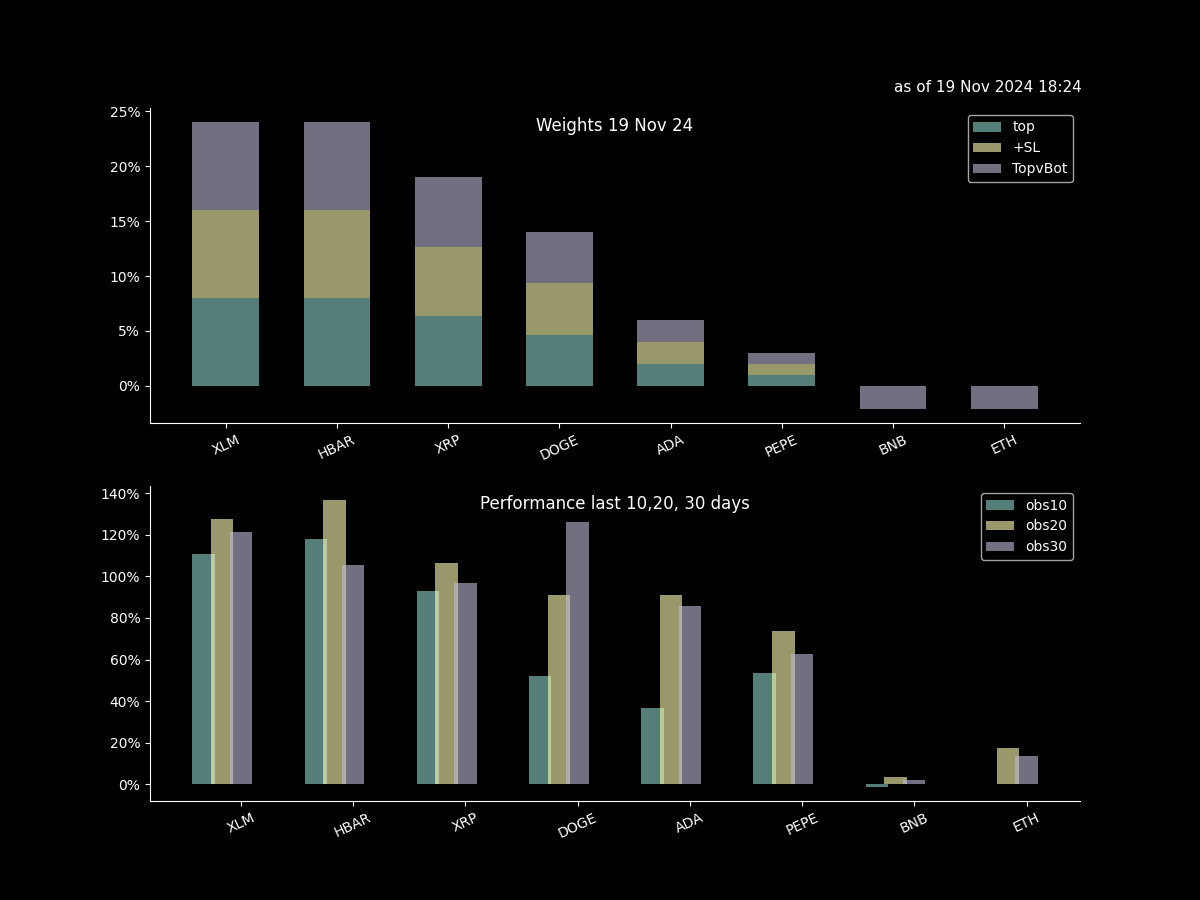 as of 19 Nov 2024 18:24
Weights 19 Nov 24
25%
20%
15%
10%
5%
0%
top
+SL
TopvBot
XLM HBAR XRP DOGE ADA PEPE BNB ETH
Performance last 10,20, 30 days
140%
120%
100%
80%
60%
40%
20%
0%
obs10
obs20
obs30
XLM HBAR XRP DOGE ADA PEPE BNB ETH